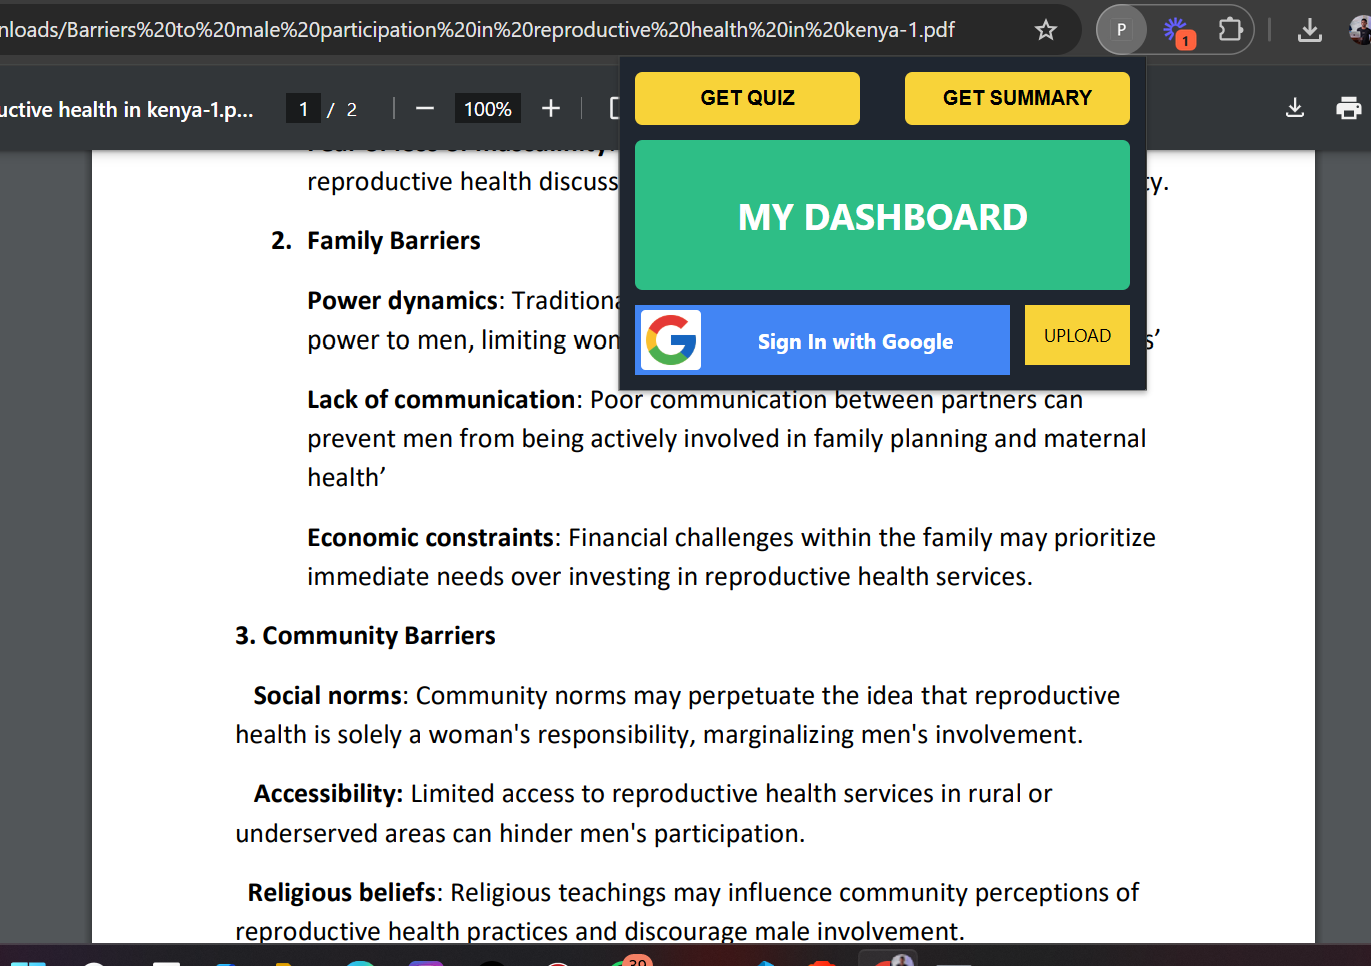 nloads/Barriers%20to%20male%20participation%20in%20reproductive%20health%20in%20kenya-1.pdf
P
1
uctive health in kenya-1.p...
1 / 2
100%
GET QUIZ
GET SUMMARY
MY DASHBOARD
Sign In with Google
UPLOAD
reproductive health discuss
ty.
2. Family Barriers
Power dynamics: Traditiona
power to men, limiting wom
s’
Lack of communication: Poor communication between partners can
prevent men from being actively involved in family planning and maternal
health’
Economic constraints: Financial challenges within the family may prioritize
immediate needs over investing in reproductive health services.
3. Community Barriers
Social norms: Community norms may perpetuate the idea that reproductive
health is solely a woman's responsibility, marginalizing men's involvement.
Accessibility: Limited access to reproductive health services in rural or
underserved areas can hinder men's participation.
Religious beliefs: Religious teachings may influence community perceptions of
reproductive health practices and discourage male involvement.
39